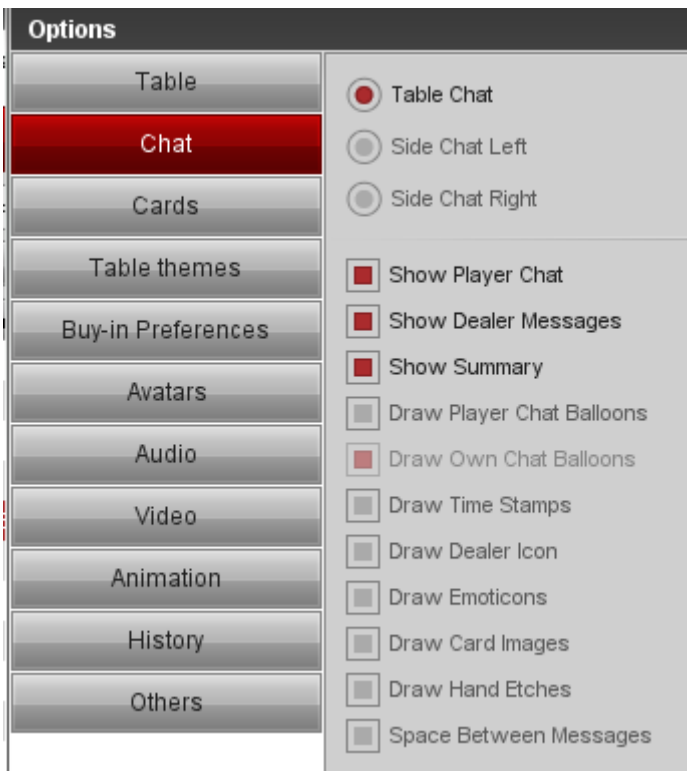 Options
Table
Chat
Cards
Table themes
Buy-in Preferences
Avatars
Audio
Video
Animation
History
Others
Table Chat
Side Chat Left
Side Chat Right
Show Player Chat
Show Dealer Messages
Show Summary
Draw Player Chat Balloons
Draw Own Chat Balloons
Draw Time Stamps
Draw Dealer Icon
Draw Emoticons
Draw Card Images
Draw Hand Etches
Space Between Messages